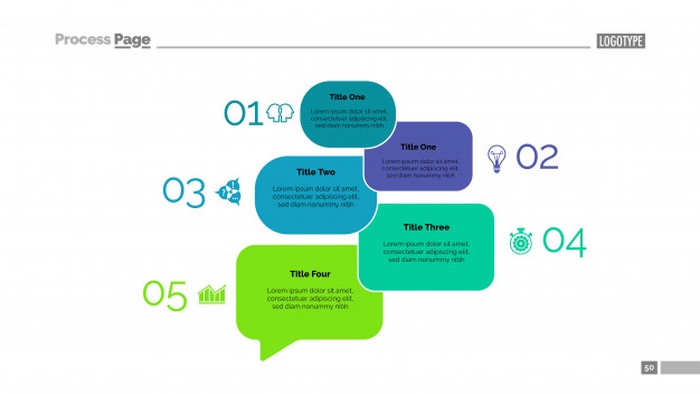 Process Page
LOGOTYPE
01
Title One
Lorem ipsum dolor sit amet,
consectetuer adipiscing elit,
sed diam nonummy nibh
Title One
Lorem ipsum dolor sit amet,
consectetuer adipiscing elit,
sed diam nonummy nibh
02
03
Title Two
Lorem ipsum dolor sit amet,
consectetuer adipiscing elit,
sed diam nonummy nibh
Title Three
Lorem ipsum dolor sit amet,
consectetuer adipiscing elit,
sed diam nonummy nibh
04
05
Title Four
Lorem ipsum dolor sit amet,
consectetuer adipiscing elit,
sed diam nonummy nibh
50